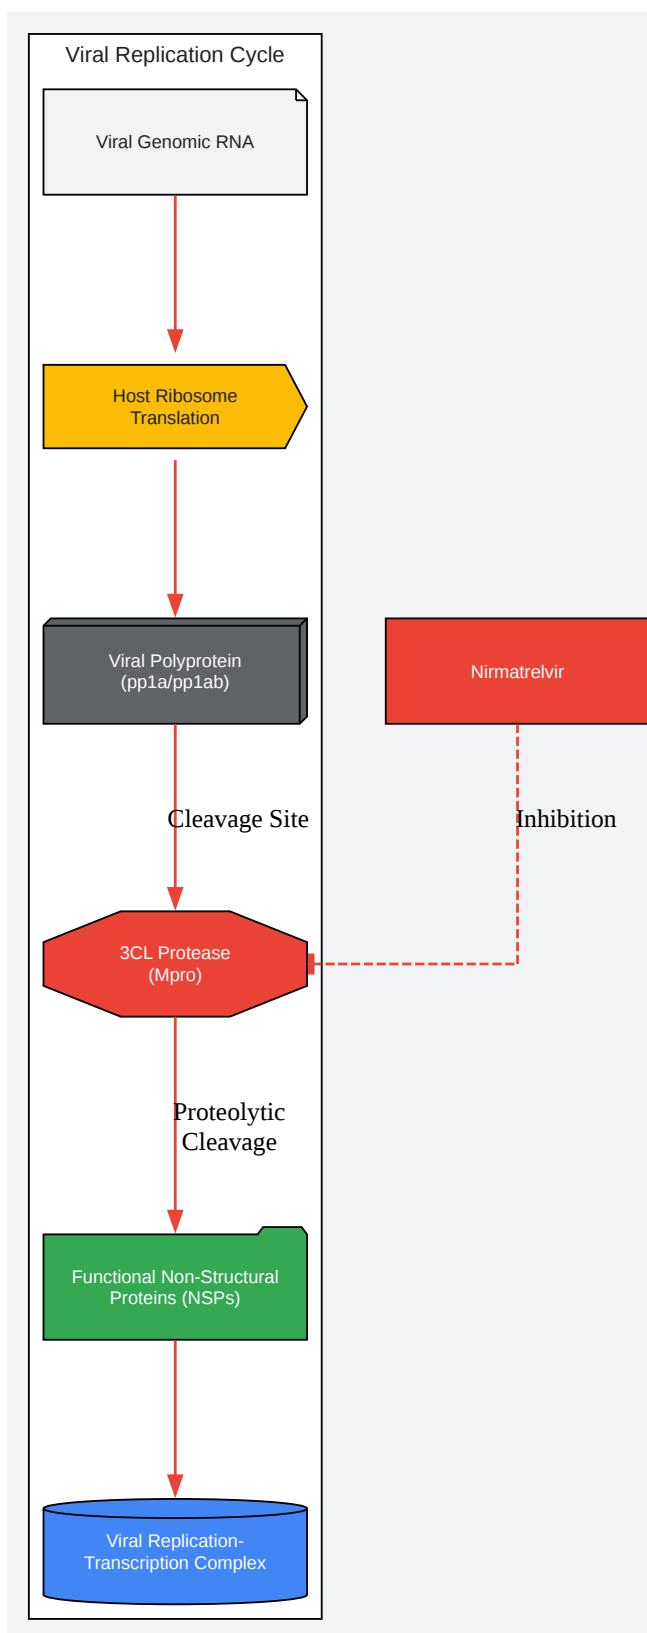 Viral Replication Cycle
Viral Genomic RNA
Host Ribosome
Translation
Viral Polyprotein
(pp1a/pp1ab)
Nirmatrelvir
Cleavage Site
Inhibition
3CL Protease
(Mpro)
Proteolytic
Cleavage
Functional Non-Structural
Proteins (NSPs)
Viral Replication-
Transcription Complex